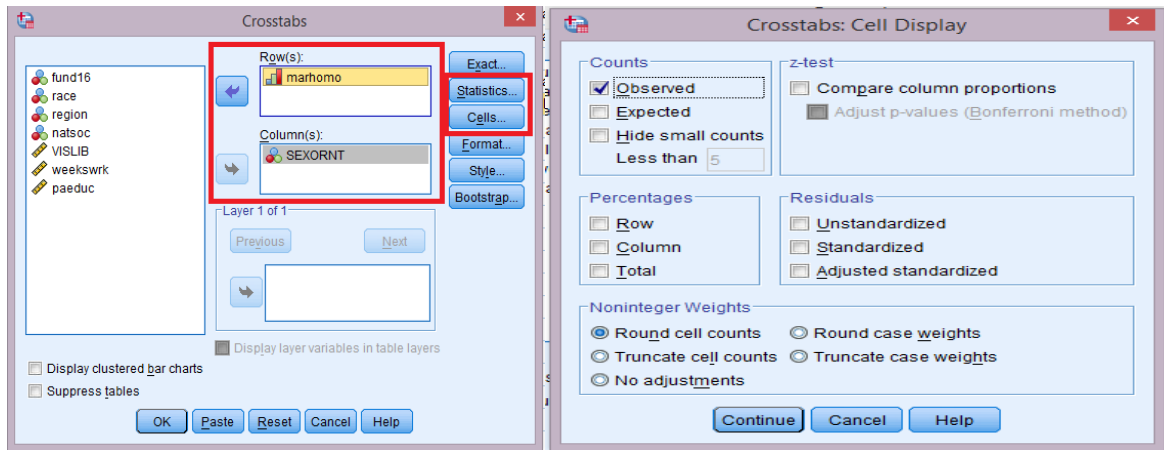 Crosstabs
fund16
race
region
natsoc
VISLIB
weekswrk
paeduc
Row(s):
marhomo
Column(s):
SEXORNT
Exact...
Statistics...
Cells...
Format...
Style...
Bootstrap...
Layer 1 of 1
Previous Next
Display layer variables in table layers
Display clustered bar charts
Suppress tables
OK Paste Reset Cancel Help
Crosstabs: Cell Display
Counts
Observed
Expected
Hide small counts
Less than 5
z-test
Compare column proportions
Adjust p-values (Bonferroni method)
Percentages
Row
Column
Total
Residuals
Unstandardized
Standardized
Adjusted standardized
Noninteger Weights
Round cell counts Round case weights
Truncate cell counts Truncate case weights
No adjustments
Continue Cancel Help